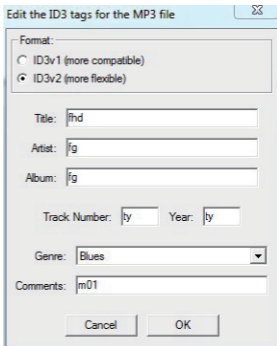 Edit the ID3 tags for the MP3 file
Format:
ID3v1 (more compatible)
ID3v2 (more flexible)
Title: fhd
Artist: fg
Album: fg
Track Number: ty Year: ty
Genre: Blues
Comments: m01
Cancel OK